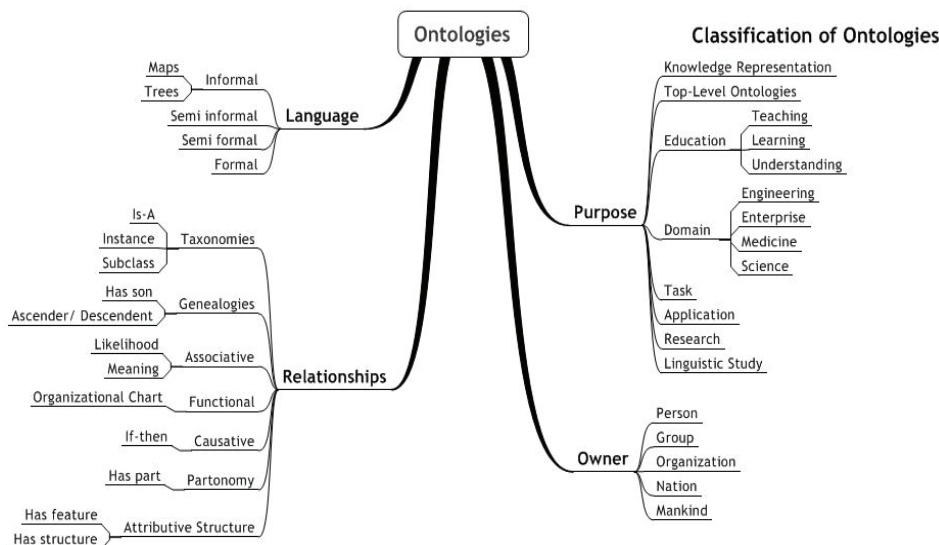 Ontologies
Classification of Ontologies
Language
Informal
Maps
Trees
Semi informal
Semi formal
Formal
Relationships
Taxonomies
Is-A
Instance
Subclass
Genealogies
Has son
Ascender/ Descendent
Associative
Likelihood
Meaning
Functional
Organizational Chart
Causative
If-then
Partonomy
Has part
Attributive Structure
Has feature
Has structure
Purpose
Knowledge Representation
Top-Level Ontologies
Education
Teaching
Learning
Understanding
Domain
Engineering
Enterprise
Medicine
Science
Task
Application
Research
Linguistic Study
Owner
Person
Group
Organization
Nation
Mankind